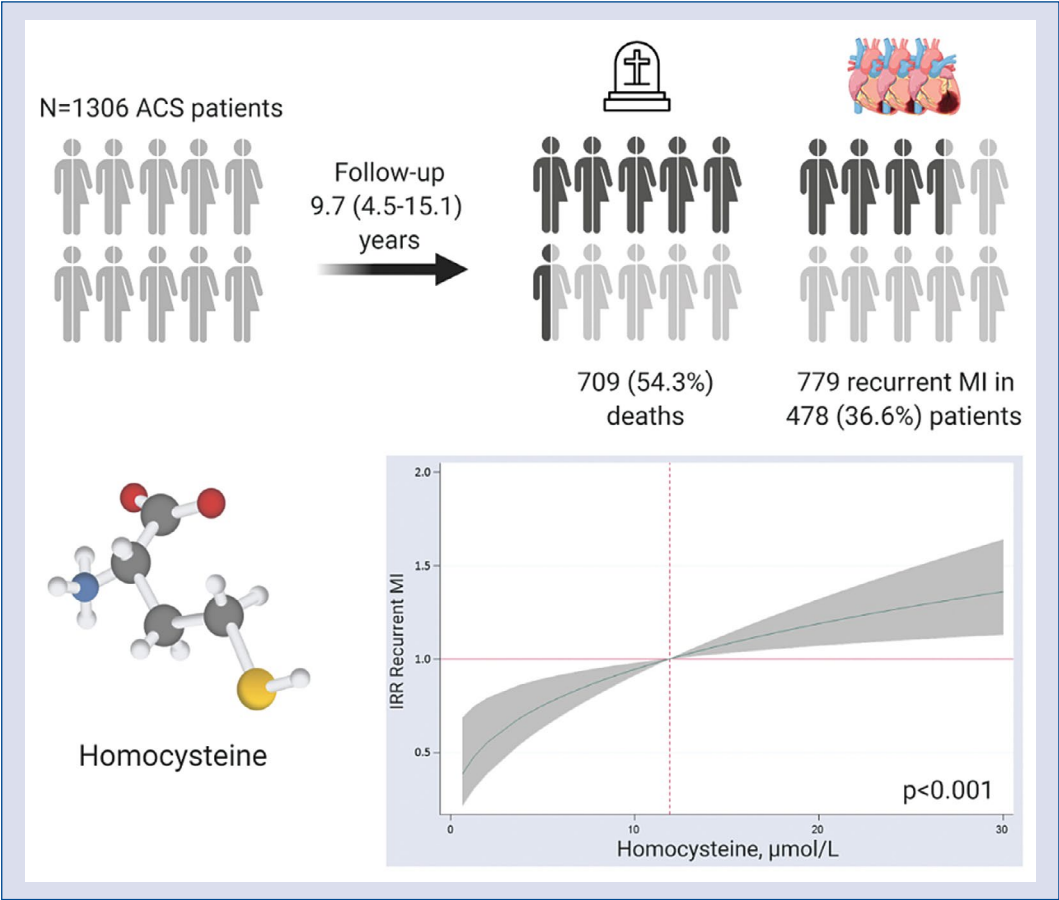 N=1306 ACS patients
Follow-up
9.7 (4.5-15.1)
years
709 (54.3%)
deaths
779 recurrent MI in
478 (36.6%) patients
Homocysteine
IRR Recurrent MI
2.0
1.5
1.0
0.5
p<0.001
0
10
20
30
Homocysteine, µmol/L